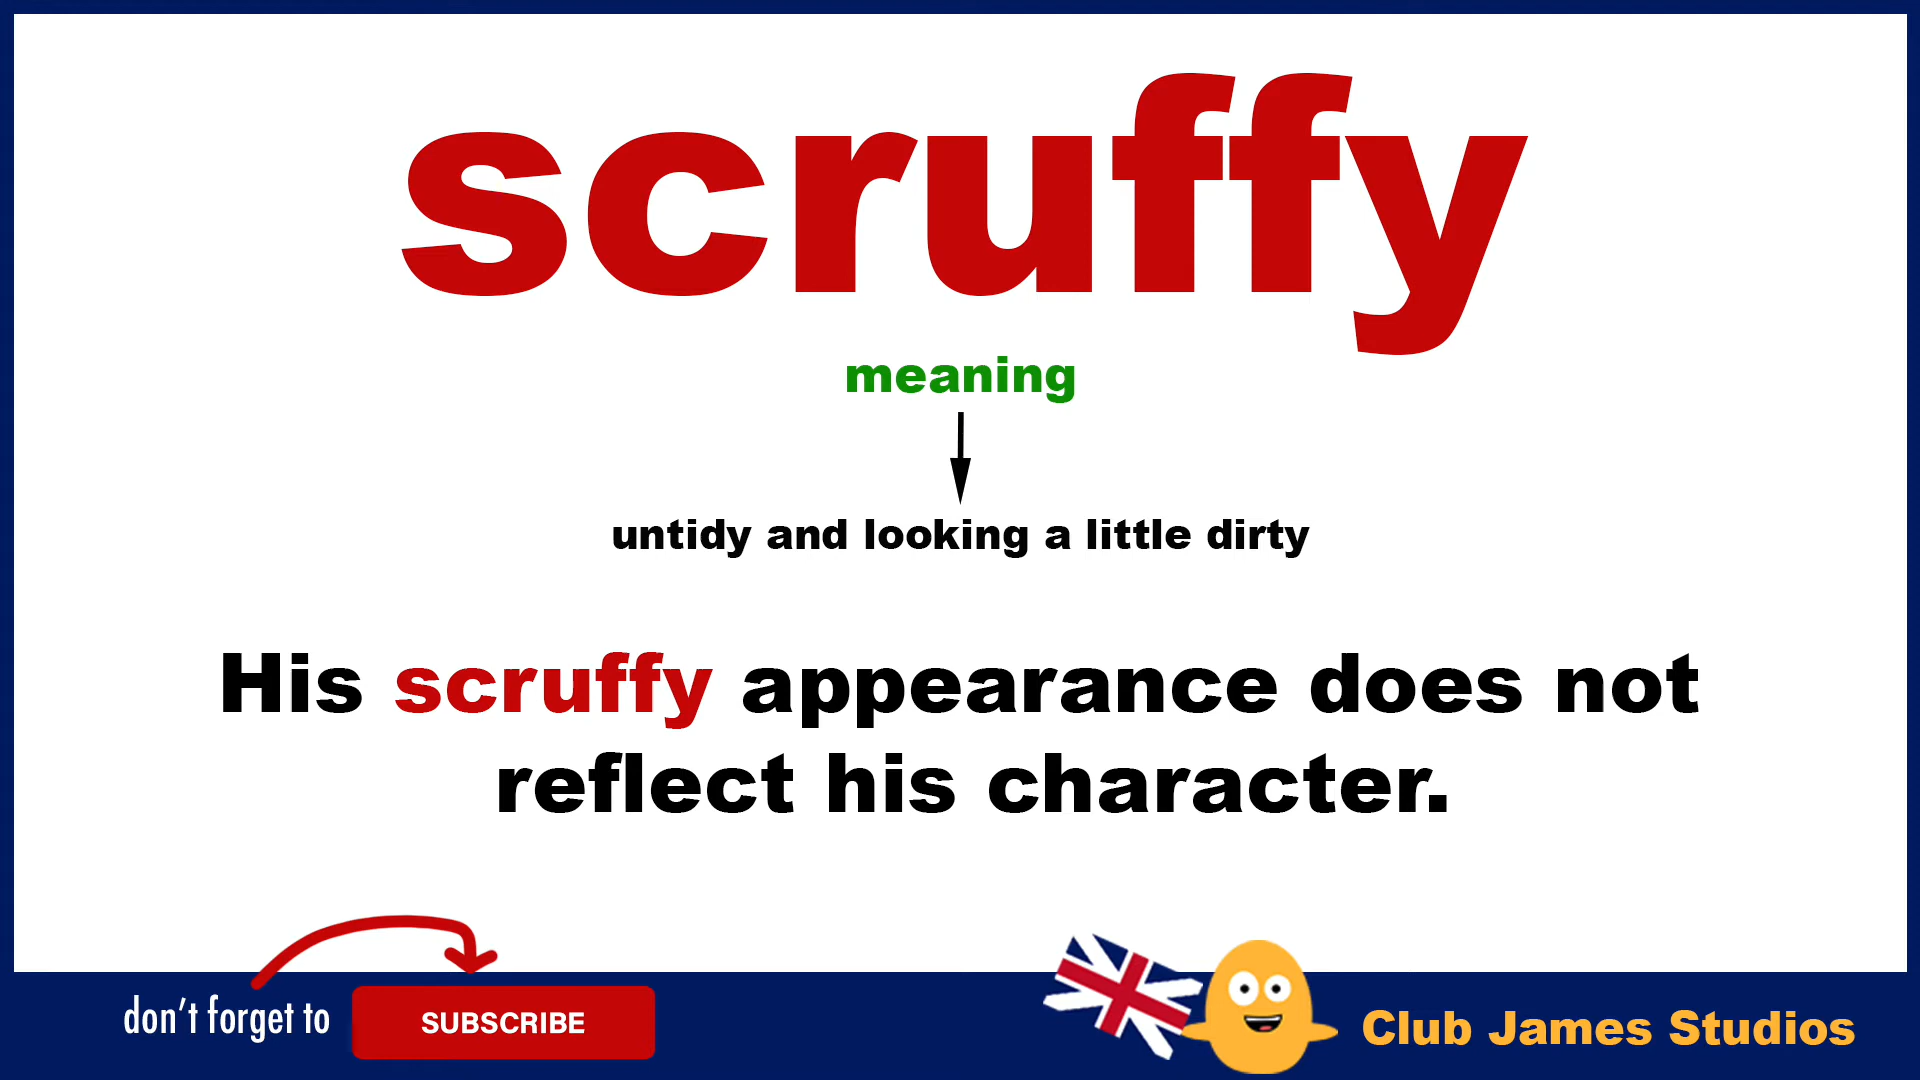 scruffy
meaning
untidy and looking a little dirty
His scruffy appearance does not
reflect his character.
don't forget to
SUBSCRIBE
Club James Studios